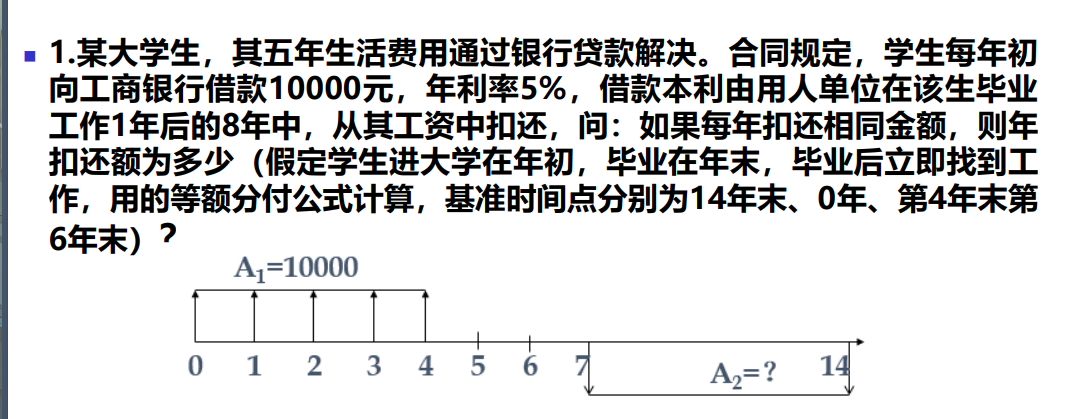 1.某大学生，其五年生活费用通过银行贷款解决。合同规定，学生每年初
向工商银行借款10000元，年利率5%，借款本利由用人单位在该生毕业
工作1年后的8年中，从其工资中扣还，问：如果每年扣还相同金额，则年
扣还额为多少（假定学生进大学在年初，毕业在年末，毕业后立即找到工
作，用的等额分付公式计算，基准时间点分别为14年末、0年、第4年末第
6年末）？
A₁=10000
0 1 2 3 4 5 6 7 A₂=? 14